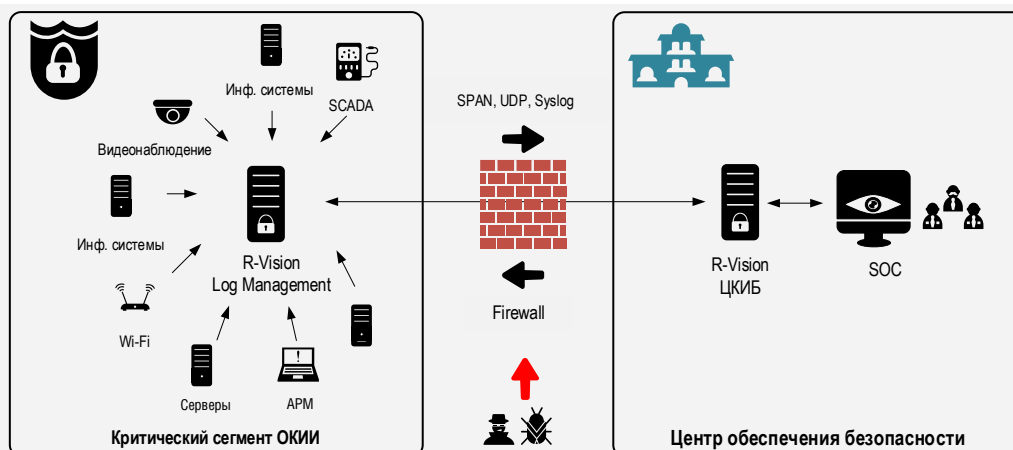 Инф. системы
SCADA
Видеонаблюдение
Инф. системы
R-Vision
Log Management
Wi-Fi
Серверы
АРМ
Критический сегмент ОКИИ
SPAN, UDP, Syslog
Firewall
R-Vision
ЦКИБ
SOC
Центр обеспечения безопасности